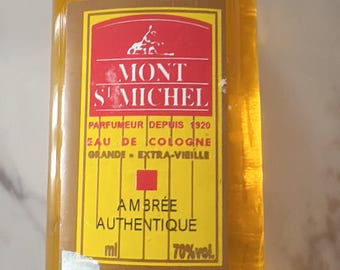 MONT
ST MICHEL
PARFUMEUR DEPUIS 1920
EAU DE COLOGNE
GRANDE - EXTRA-VIEILLE
AMBRÉE
AUTHENTIQUE
ml 70% vol.